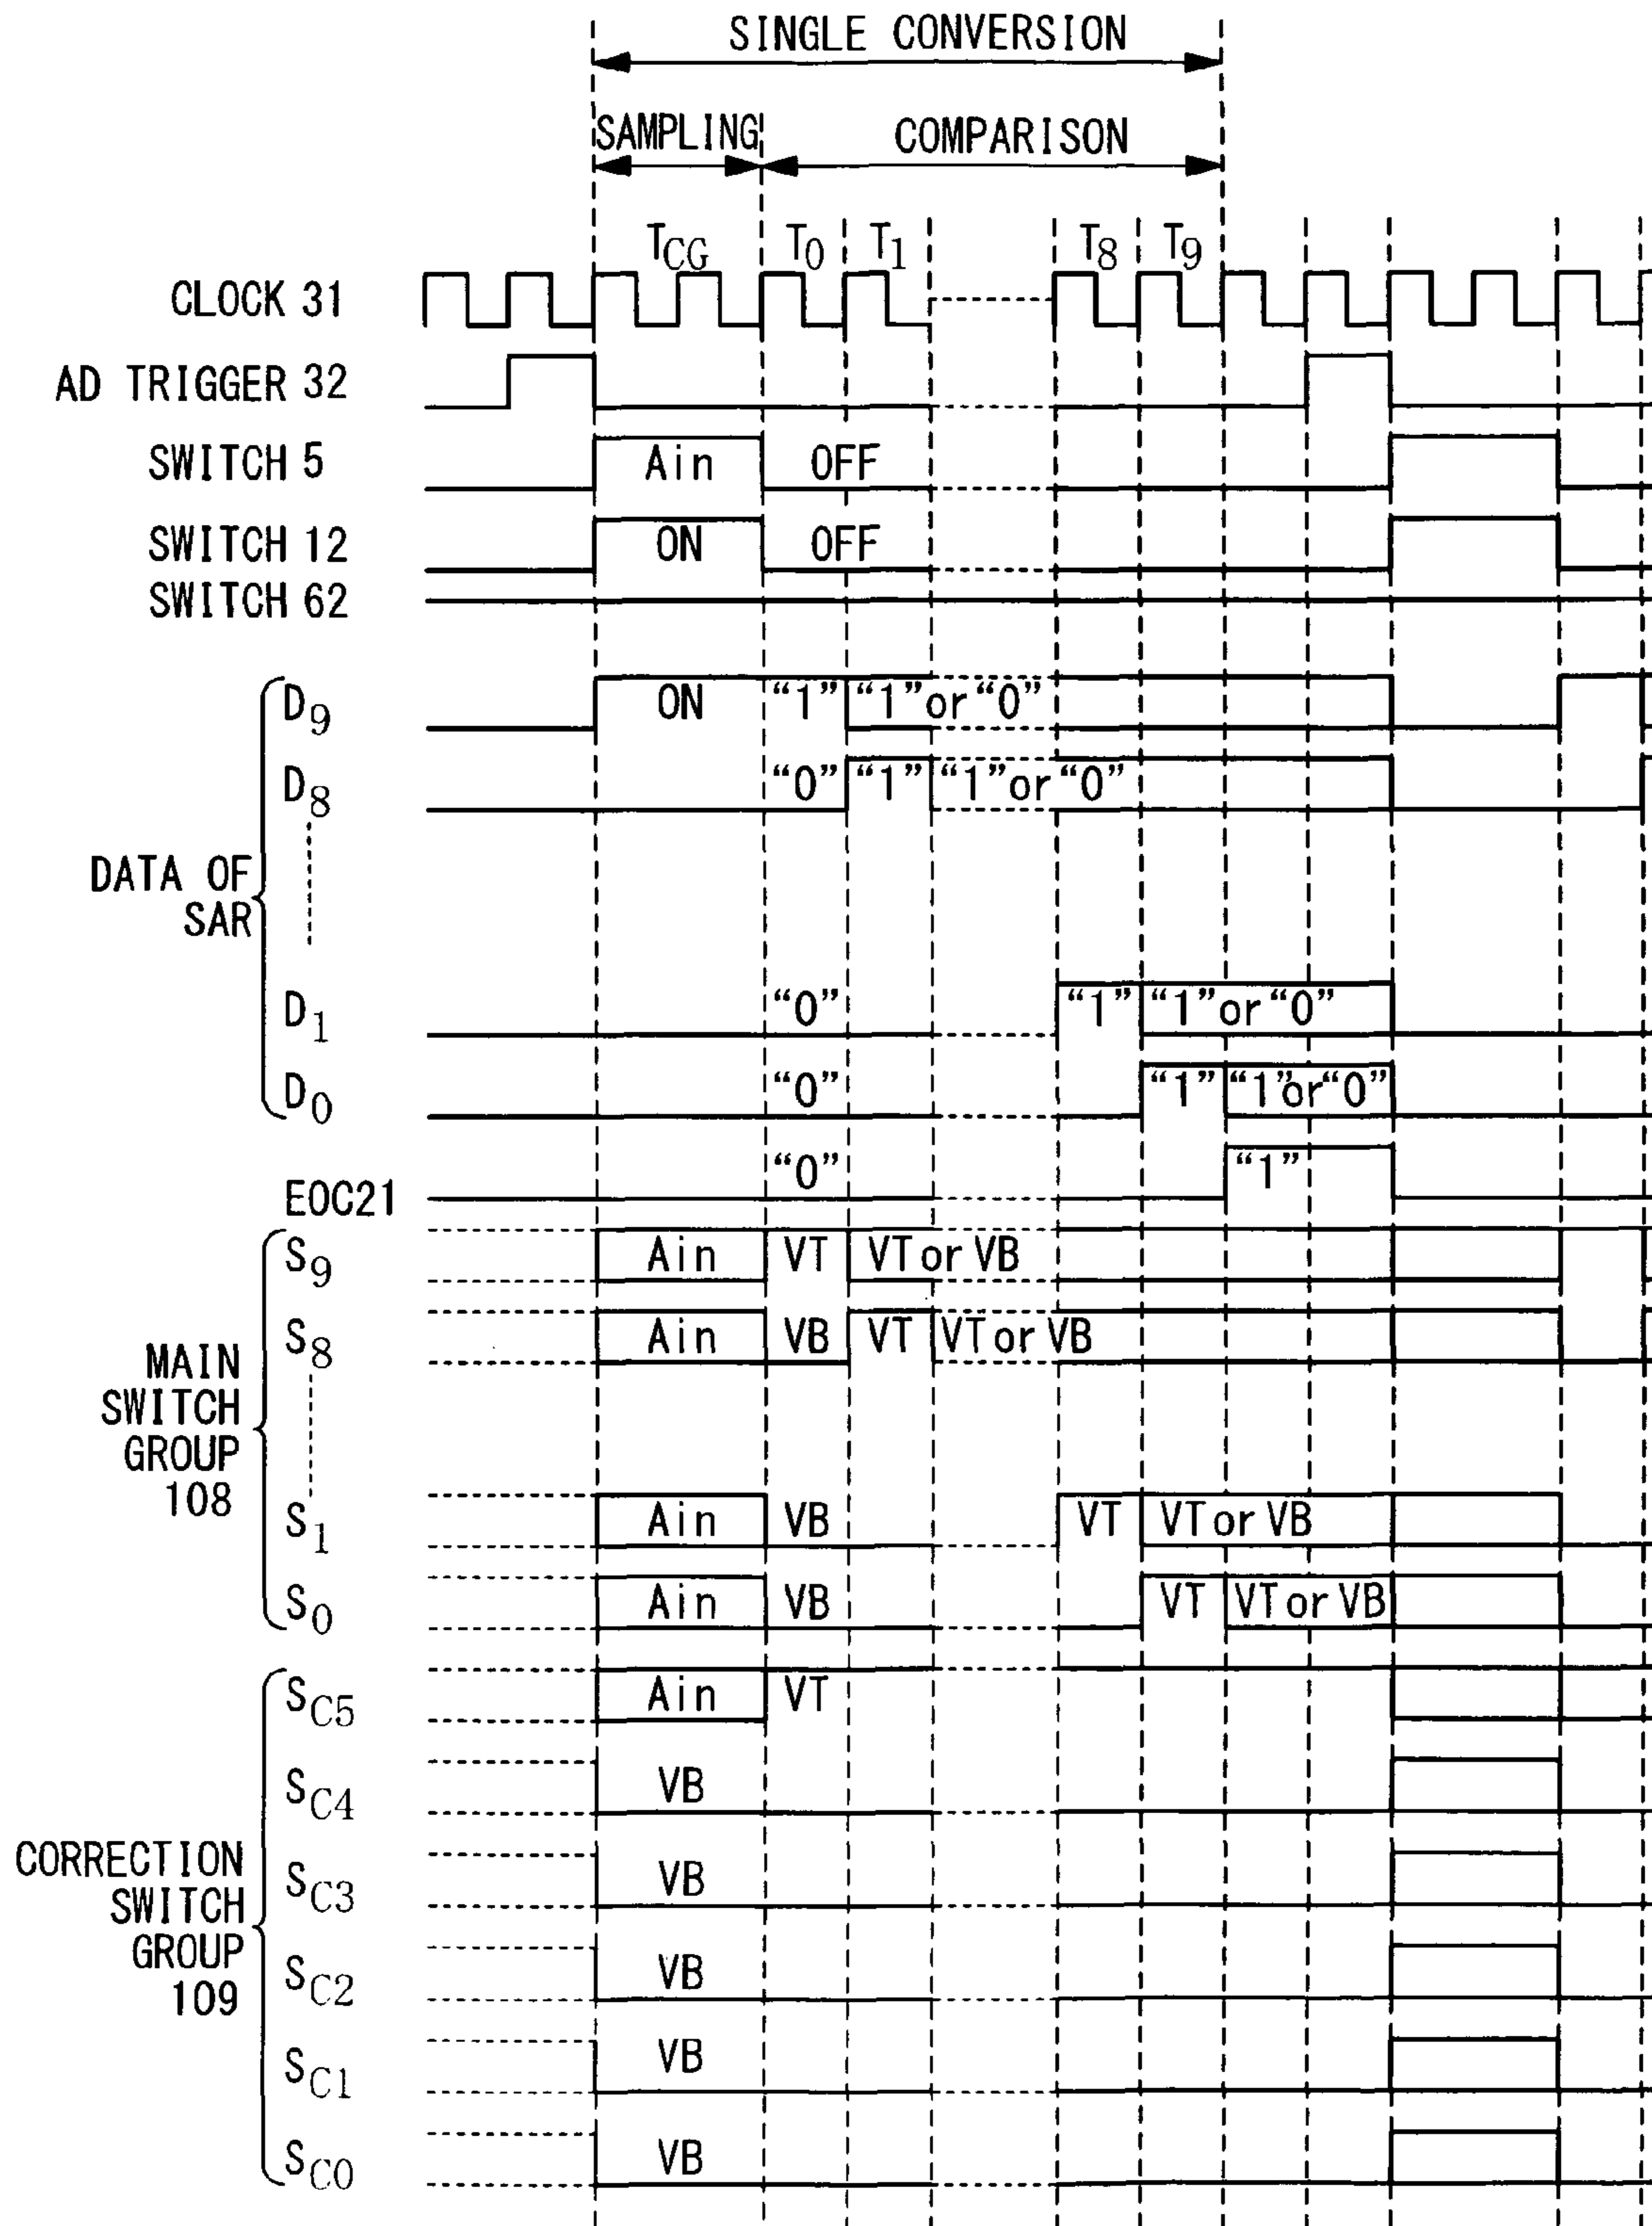 SINGLE CONVERSION
SAMPLING COMPARISON
TCG T0 T1 T8 T9
CLOCK 31
AD TRIGGER 32
SWITCH 5 Ain OFF
SWITCH 12 ON OFF
SWITCH 62
D9 ON “1” “1” or “0”
D8 “0” “1” “1” or “0”
DATA OF
SAR
D1 “0” “1” “1” or “0”
D0 “0” “1” “1” or “0”
EOC21 “0” “1”
S9 Ain VT VT or VB
S8 Ain VB VT VT or VB
MAIN
SWITCH
GROUP
108
S1 Ain VB VT VT or VB
S0 Ain VB VT VT or VB
SC5 Ain VT
SC4 VB
CORRECTION
SWITCH
GROUP
109
SC3 VB
SC2 VB
SC1 VB
SC0 VB